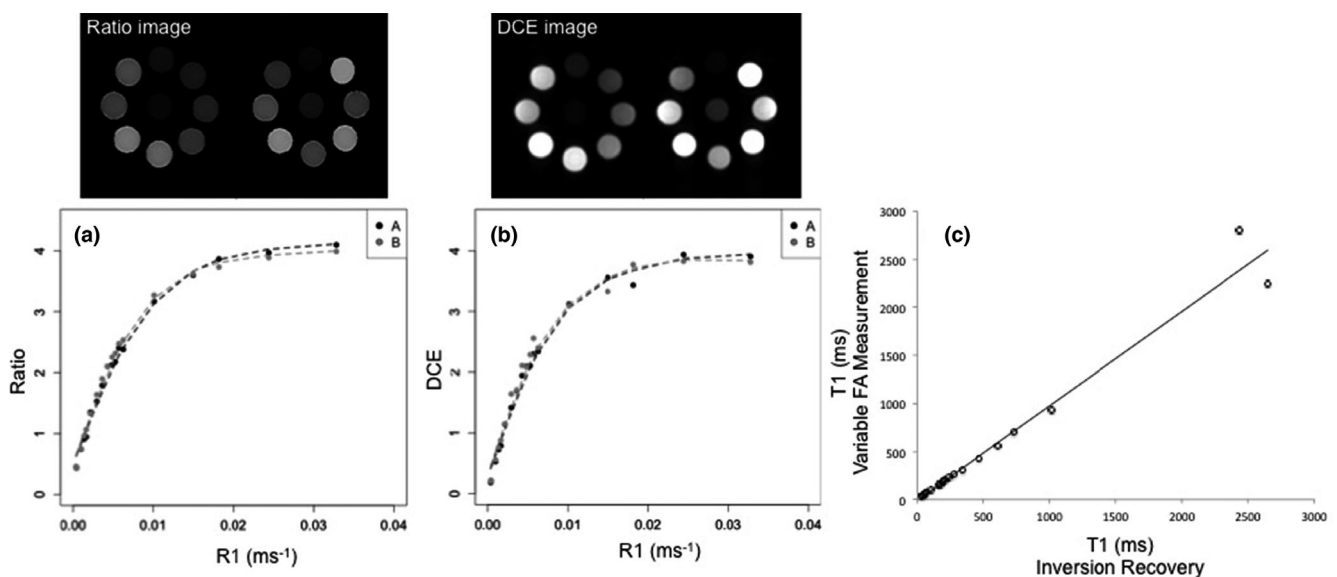 Ratio image
DCE image
(a)
A
B
Ratio
0
1
2
3
4
0.00
0.01
0.02
0.03
0.04
R1 (ms-1)
(b)
A
B
DCE
0
1
2
3
4
0.00
0.01
0.02
0.03
0.04
R1 (ms-1)
(c)
T1 (ms)
Variable FA Measurement
3000
2500
2000
1500
1000
500
0
0
500
1000
1500
2000
2500
3000
T1 (ms)
Inversion Recovery